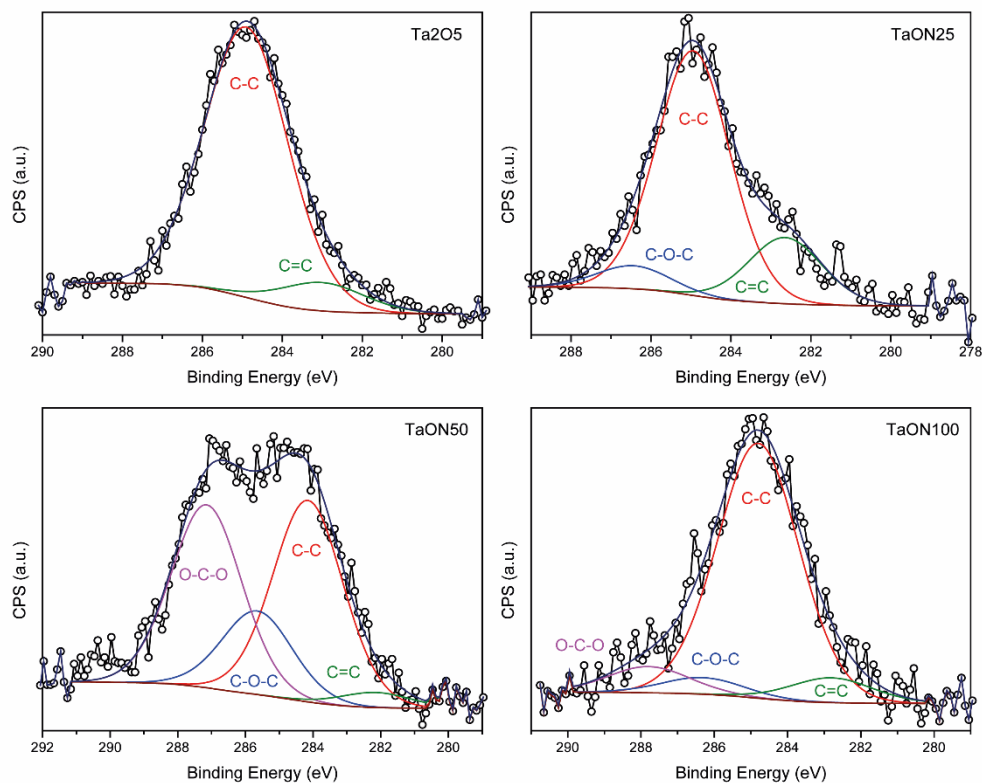 Ta2O5
C-C
C=C
CPS (a.u.)
290 288 286 284 282 280
Binding Energy (eV)
TaON25
C-C
C-O-C
C=C
CPS (a.u.)
288 286 284 282 280 278
Binding Energy (eV)
TaON50
O-C-O
C-C
C-O-C
C=C
CPS (a.u.)
292 290 288 286 284 282 280
Binding Energy (eV)
TaON100
C-C
O-C-O
C-O-C
C=C
CPS (a.u.)
290 288 286 284 282 280
Binding Energy (eV)